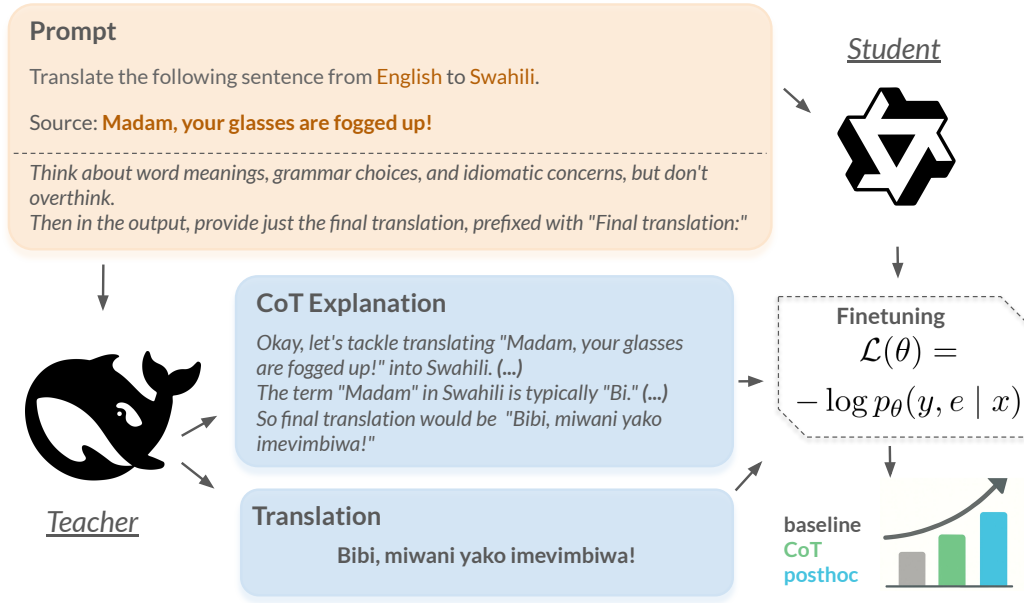 Prompt
Translate the following sentence from English to Swahili.
Source: Madam, your glasses are fogged up!
Think about word meanings, grammar choices, and idiomatic concerns, but don't
overthink.
Then in the output, provide just the final translation, prefixed with "Final translation:"
Student
CoT Explanation
Okay, let's tackle translating "Madam, your glasses
are fogged up!" into Swahili. (...)
The term "Madam" in Swahili is typically "Bi." (...)
So final translation would be "Bibi, miwani yako
imevimbiwa!"
Teacher
Translation
Bibi, miwani yako imevimbiwa!
Finetuning
ℒ(θ) =
− log pθ(y, e | x)
baseline
CoT
posthoc